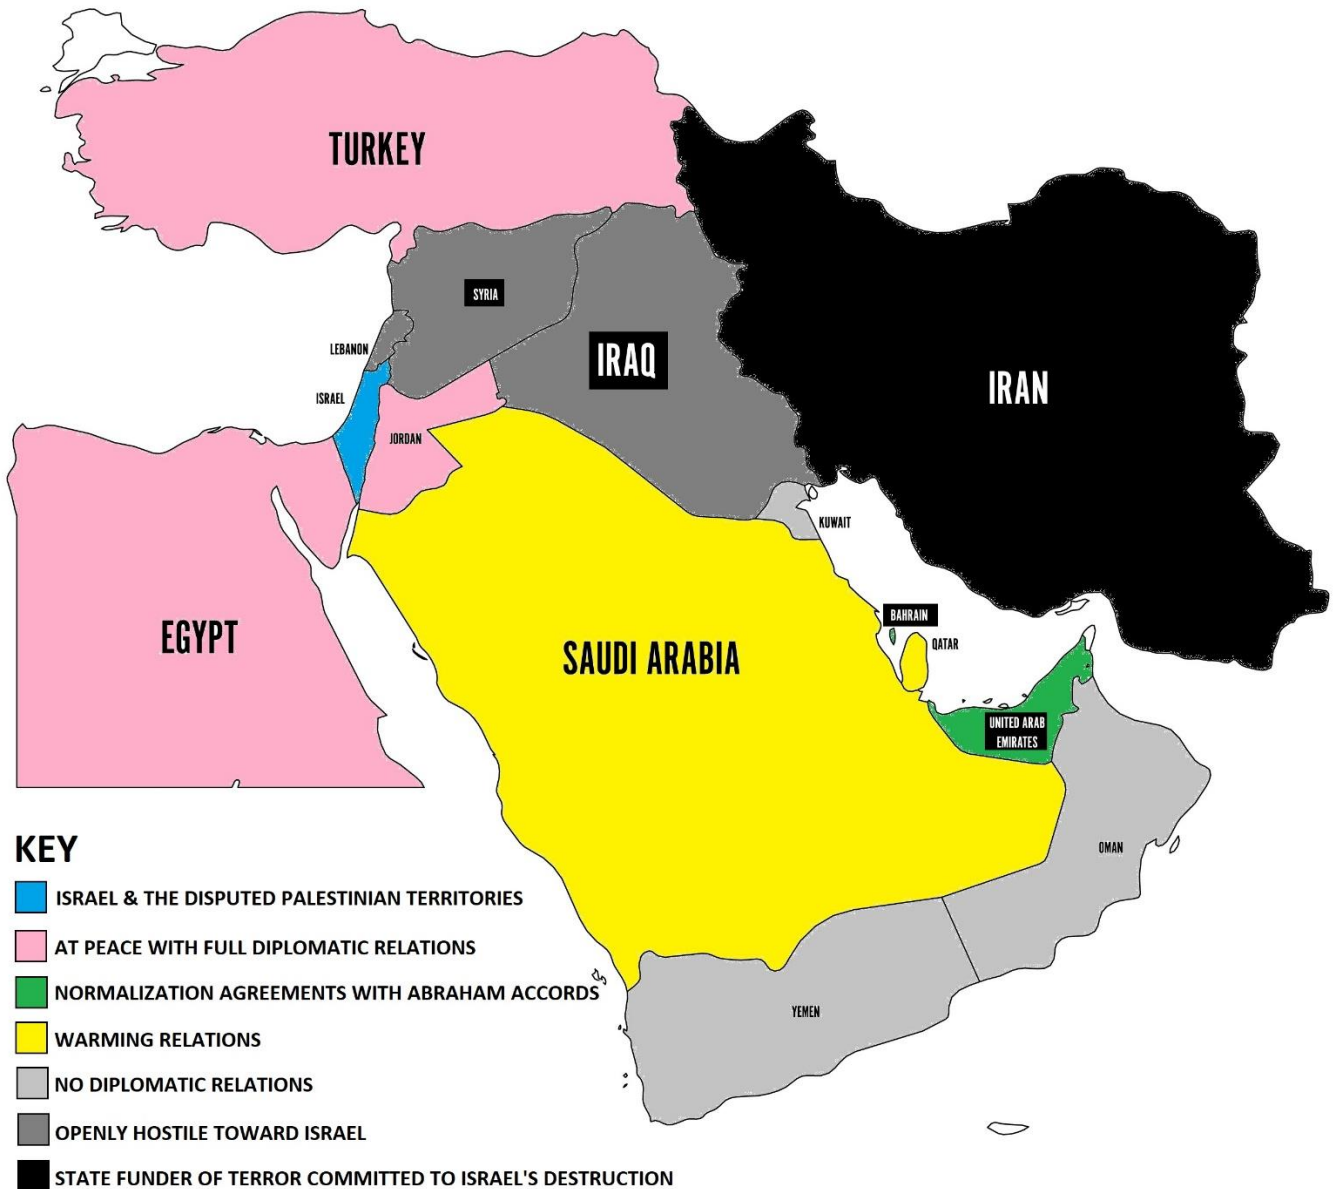 TURKEY
SYRIA
LEBANON
IRAQ
IRAN
ISRAEL
JORDAN
KUWAIT
BAHRAIN
QATAR
EGYPT
SAUDI ARABIA
UNITED ARAB
EMIRATES
OMAN
YEMEN
KEY
ISRAEL & THE DISPUTED PALESTINIAN TERRITORIES
AT PEACE WITH FULL DIPLOMATIC RELATIONS
NORMALIZATION AGREEMENTS WITH ABRAHAM ACCORDS
WARMING RELATIONS
NO DIPLOMATIC RELATIONS
OPENLY HOSTILE TOWARD ISRAEL
STATE FUNDER OF TERROR COMMITTED TO ISRAEL'S DESTRUCTION